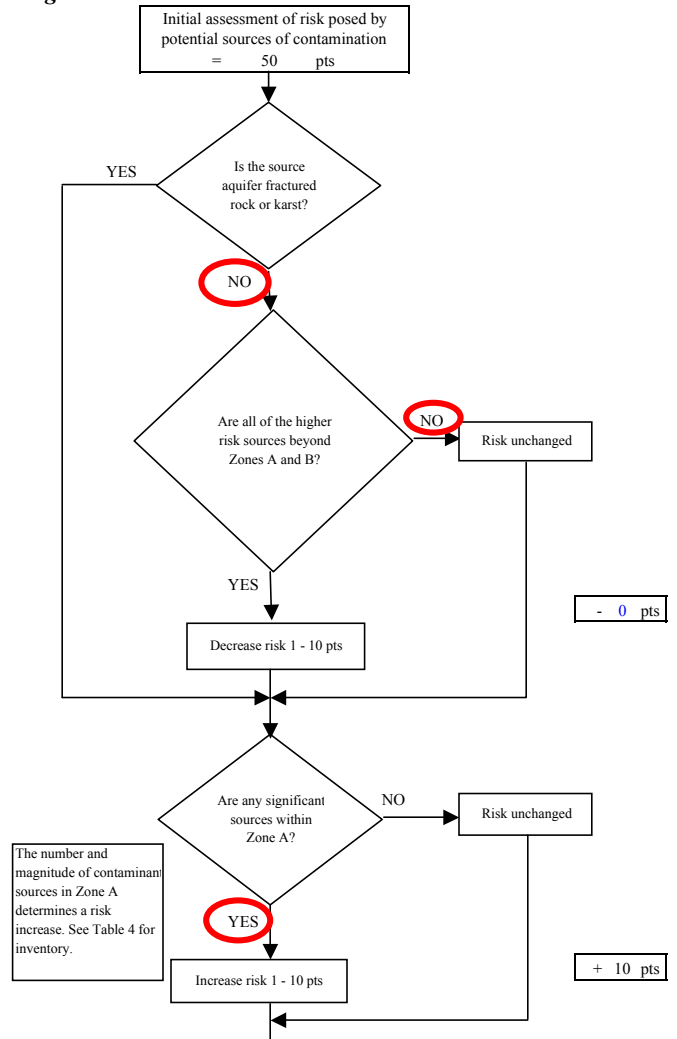 Initial assessment of risk posed by
potential sources of contamination
= 50 pts
YES
Is the source
aquifer fractured
rock or karst?
NO
Are all of the higher
risk sources beyond
Zones A and B?
NO
Risk unchanged
YES
- 0 pts
Decrease risk 1 - 10 pts
Are any significant
sources within
Zone A?
NO
Risk unchanged
The number and
magnitude of contaminant
sources in Zone A
determines a risk
increase. See Table 4 for
inventory.
YES
+ 10 pts
Increase risk 1 - 10 pts